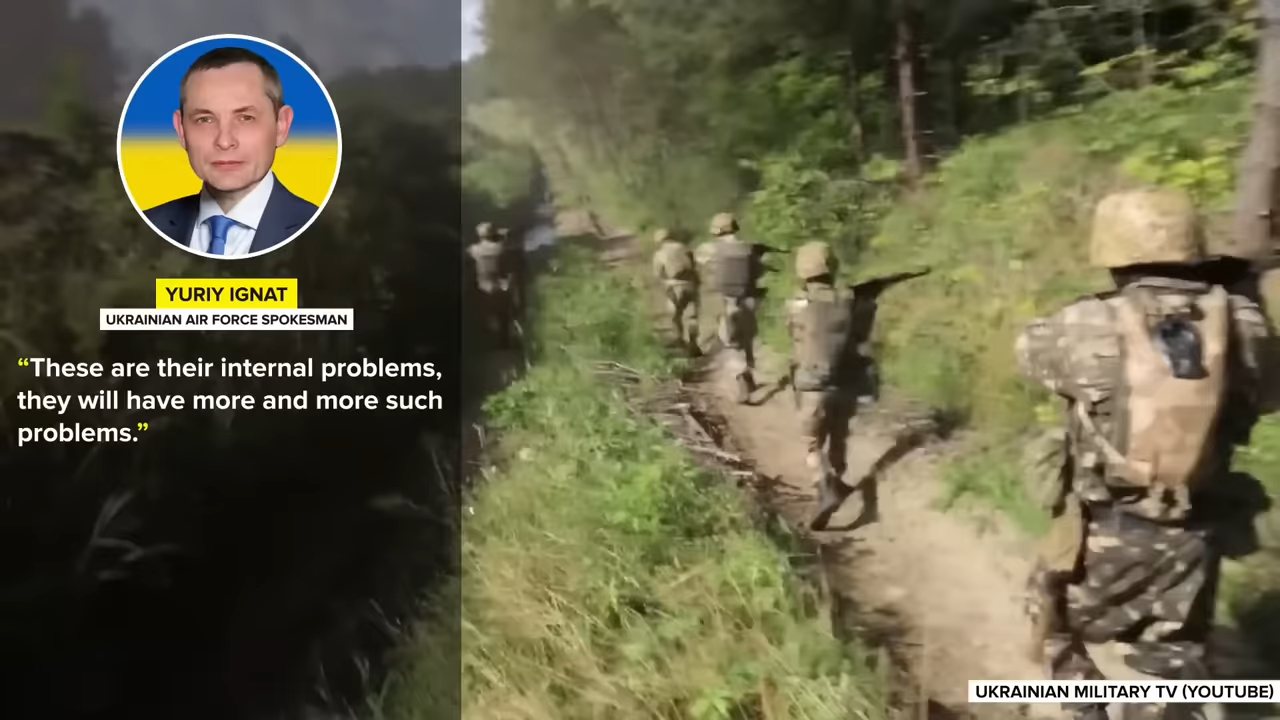 YURIY IGNAT
UKRAINIAN AIR FORCE SPOKESMAN
“These are their internal problems,
they will have more and more such
problems.”
UKRAINIAN MILITARY TV (YOUTUBE)